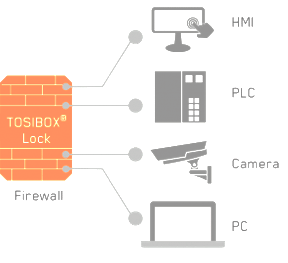 HMI
PLC
TOSIBOX®
Lock
Camera
Firewall
PC